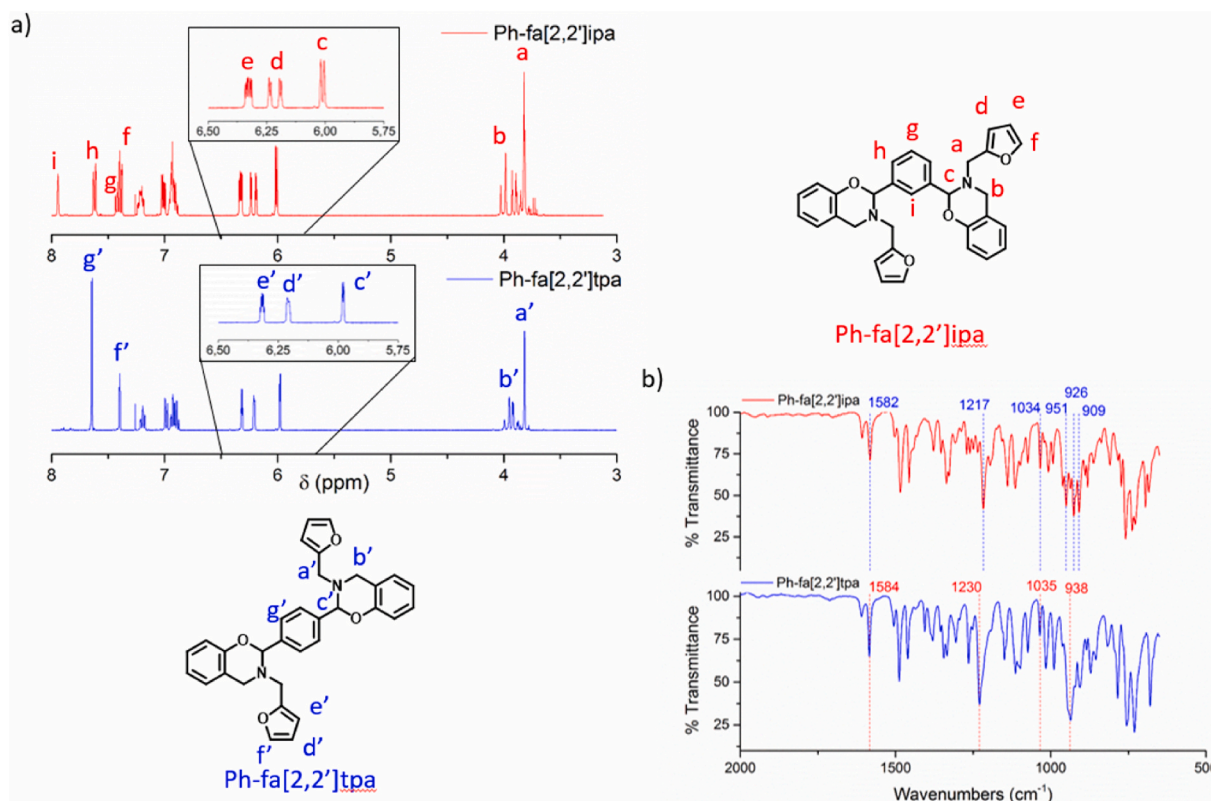 a)
Ph-fa[2,2']ipa
e d c
6,50 6,25 6,00 5,75
a
b
i h g f
8 7 6 5 4 3
Ph-fa[2,2']tpa
g'
e' d' c'
6,50 6,25 6,00 5,75
a'
b'
f'
8 7 6 5 4 3
δ (ppm)
d e
g a f
h c N b
O i
N O
O
O
Ph-fa[2,2']ipa
O
a' b'
N
g' c'
O
O
N
e'
O
f' d'
Ph-fa[2,2']tpa
b)
926
1582 1217 1034 951 909
Ph-fa[2,2']ipa
100
75
50
25
% Transmittance
1584 1230 1035 938
Ph-fa[2,2']tpa
100
75
50
25
% Transmittance
2000 1500 1000 500
Wavenumbers (cm⁻¹)